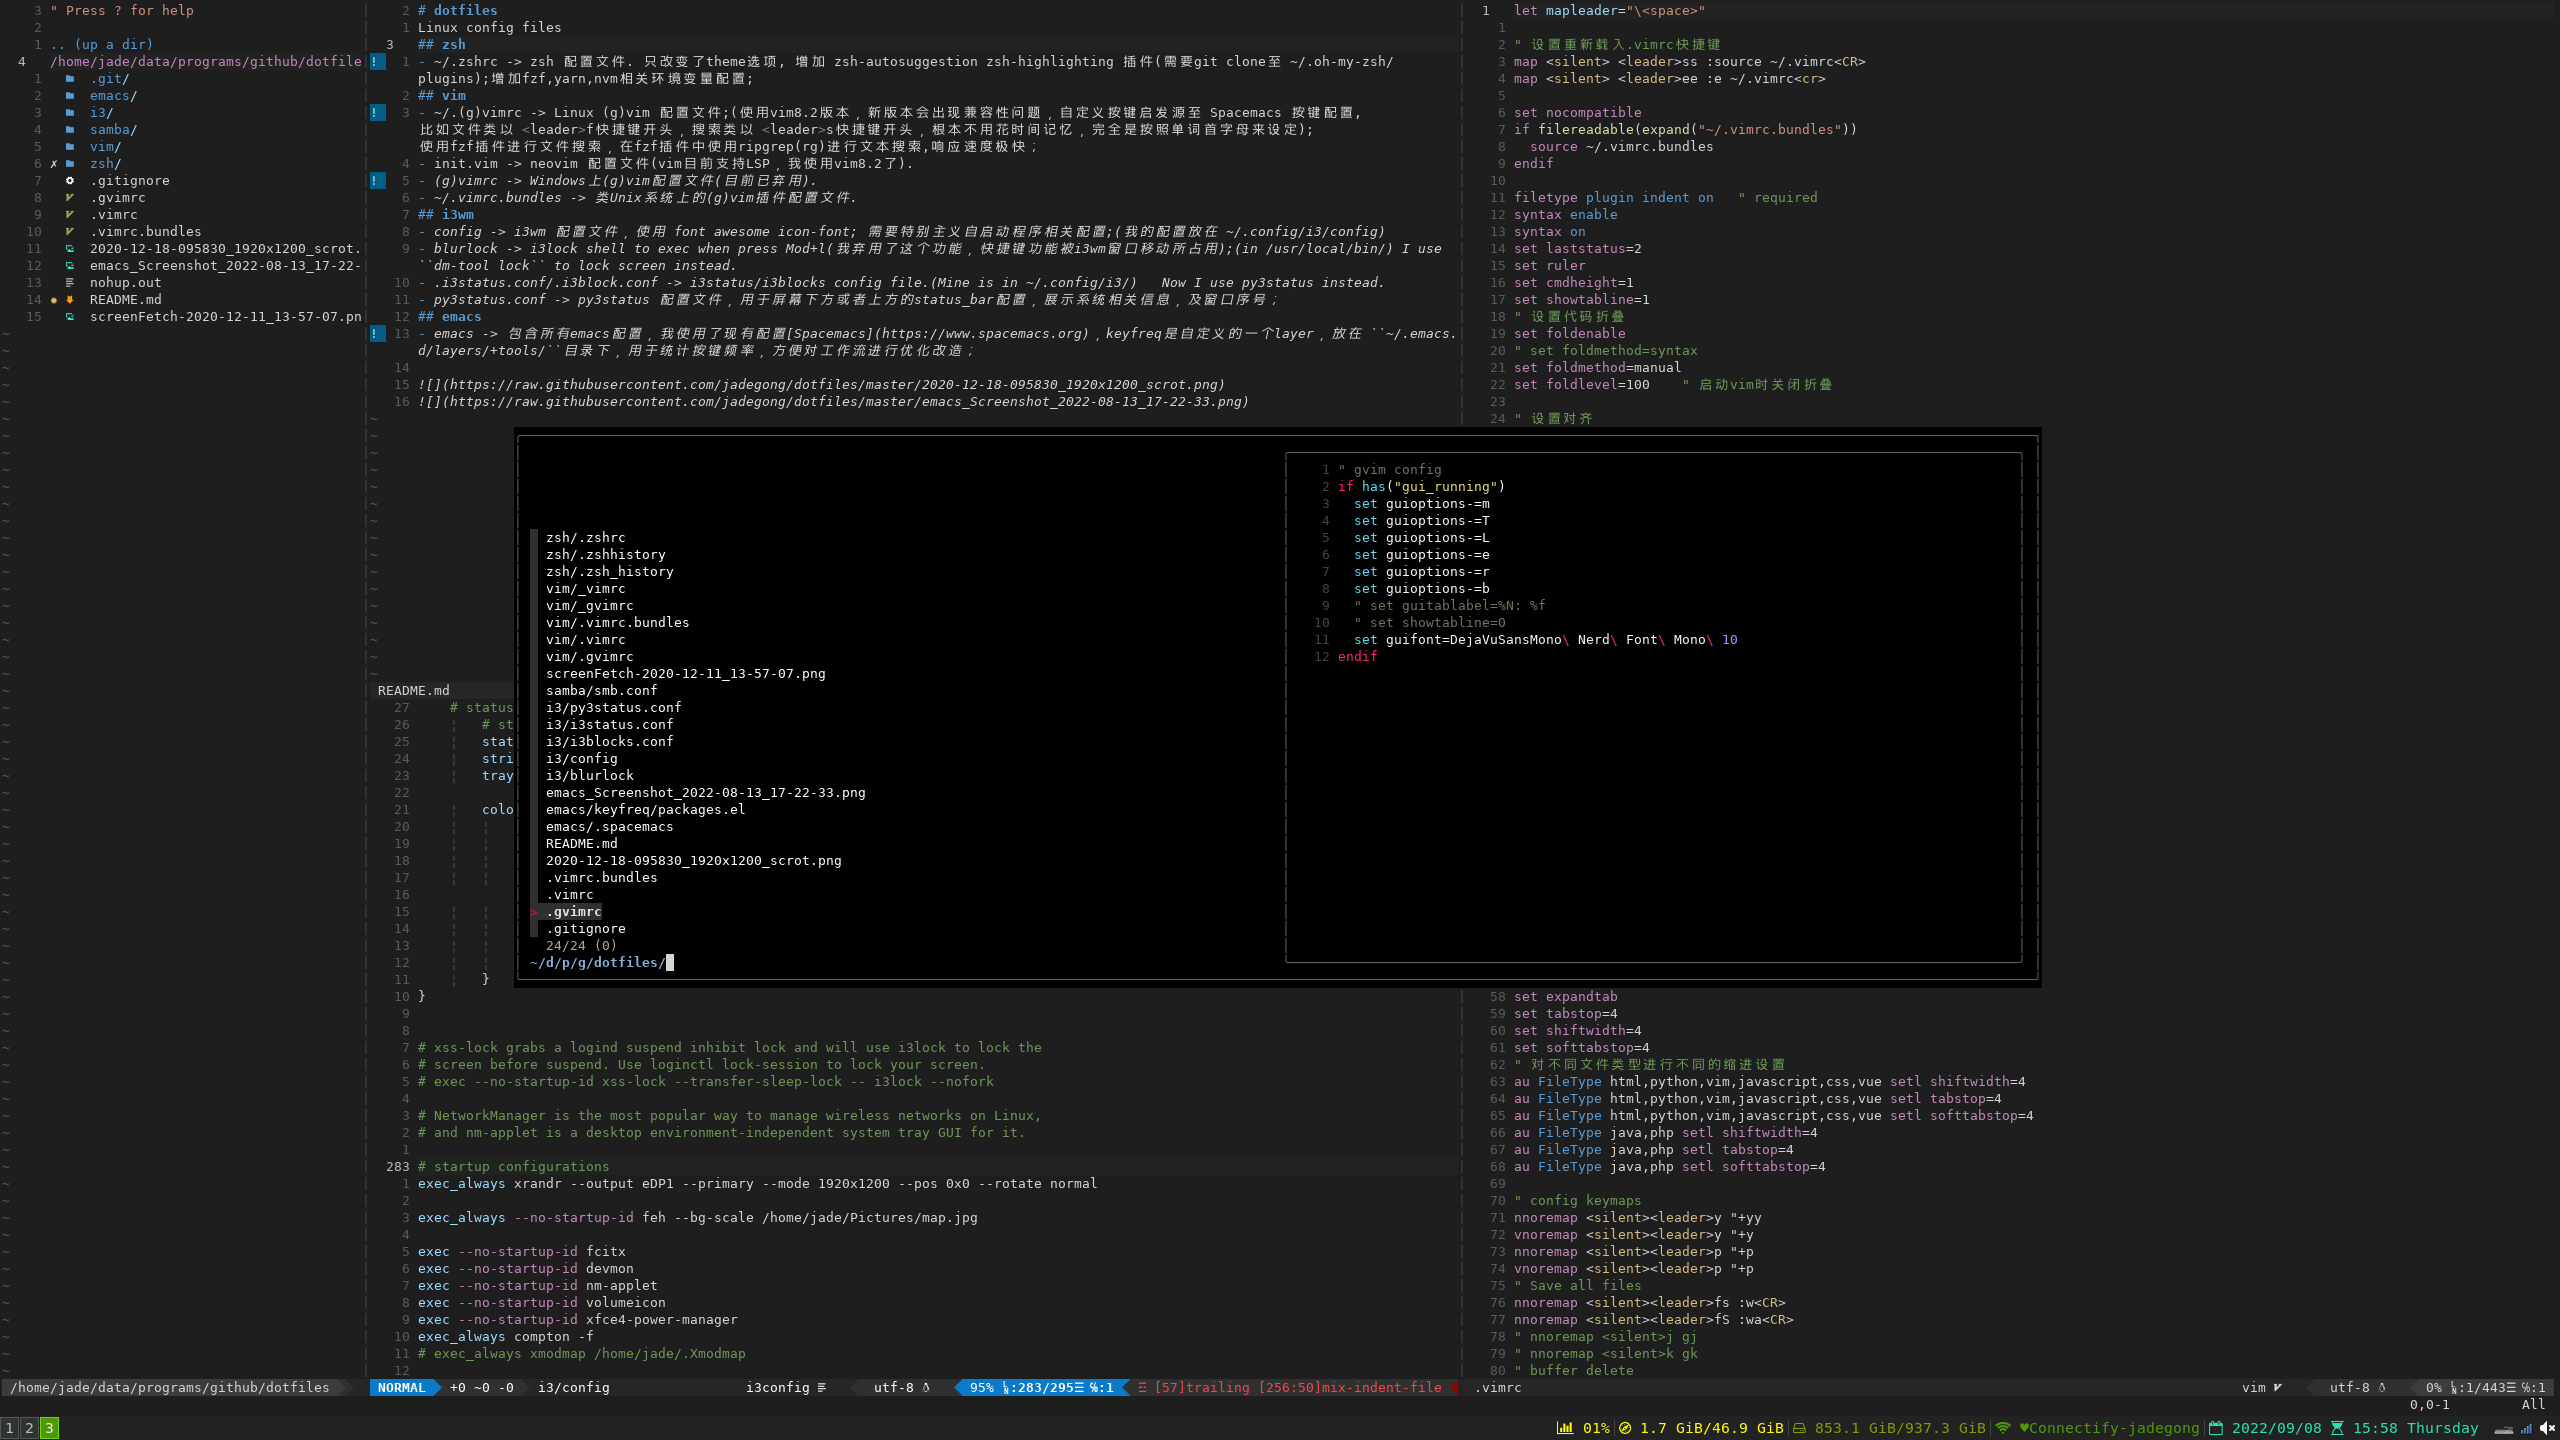 3 " Press ? for help
2
1 .. (up a dir)
4 /home/jade/data/programs/github/dotfile
1 .git/
2 emacs/
3 i3/
4 samba/
5 vim/
6 ✗ zsh/
7 .gitignore
8 .gvimrc
9 .vimrc
10 .vimrc.bundles
11 2020-12-18-095830_1920x1200_scrot.
12 emacs_Screenshot_2022-08-13_17-22-
13 nohup.out
14 README.md
15 screenFetch-2020-12-11_13-57-07.pn
/home/jade/data/programs/github/dotfiles
2 # dotfiles
1 Linux config files
3 ## zsh
! 1 - ~/.zshrc -> zsh 配置文件. 只改变了theme选项, 增加 zsh-autosuggestion zsh-highlighting 插件(需要git clone至 ~/.oh-my-zsh/
plugins);增加fzf,yarn,nvm相关环境变量配置;
2 ## vim
! 3 - ~/.(g)vimrc -> Linux (g)vim 配置文件;(使用vim8.2版本，新版本会出现兼容性问题，自定义按键启发源至 Spacemacs 按键配置,
比如文件类以 <leader>f快捷键开头，搜索类以 <leader>s快捷键开头，根本不用花时间记忆，完全是按照单词首字母来设定);
使用fzf插件进行文件搜索，在fzf插件中使用ripgrep(rg)进行文本搜索,响应速度极快；
4 - init.vim -> neovim 配置文件(vim目前支持LSP，我使用vim8.2了).
! 5 - (g)vimrc -> Windows上(g)vim配置文件(目前已弃用).
6 - ~/.vimrc.bundles -> 类Unix系统上的(g)vim插件配置文件.
7 ## i3wm
8 - config -> i3wm 配置文件，使用 font awesome icon-font; 需要特别主义自启动程序相关配置;(我的配置放在 ~/.config/i3/config)
9 - blurlock -> i3lock shell to exec when press Mod+l(我弃用了这个功能，快捷键功能被i3wm窗口移动所占用);(in /usr/local/bin/) I use
``dm-tool lock`` to lock screen instead.
10 - .i3status.conf/.i3block.conf -> i3status/i3blocks config file.(Mine is in ~/.config/i3/)   Now I use py3status instead.
11 - py3status.conf -> py3status 配置文件，用于屏幕下方或者上方的status_bar配置，展示系统相关信息，及窗口序号；
12 ## emacs
! 13 - emacs -> 包含所有emacs配置，我使用了现有配置[Spacemacs](https://www.spacemacs.org)，keyfreq是自定义的一个layer，放在 ``~/.emacs.
d/layers/+tools/``目录下，用于统计按键频率，方便对工作流进行优化改造；
14
15 ![](https://raw.githubusercontent.com/jadegong/dotfiles/master/2020-12-18-095830_1920x1200_scrot.png)
16 ![](https://raw.githubusercontent.com/jadegong/dotfiles/master/emacs_Screenshot_2022-08-13_17-22-33.png)
README.md
27 # status
26 # st
25 stat
24 stri
23 tray
22
21 colo
20
19
18
17
16
15
14
13
12
11 }
10 }
9
8
7 # xss-lock grabs a logind suspend inhibit lock and will use i3lock to lock the
6 # screen before suspend. Use loginctl lock-session to lock your screen.
5 # exec --no-startup-id xss-lock --transfer-sleep-lock -- i3lock --nofork
4
3 # NetworkManager is the most popular way to manage wireless networks on Linux,
2 # and nm-applet is a desktop environment-independent system tray GUI for it.
1
283 # startup configurations
1 exec_always xrandr --output eDP1 --primary --mode 1920x1200 --pos 0x0 --rotate normal
2
3 exec_always --no-startup-id feh --bg-scale /home/jade/Pictures/map.jpg
4
5 exec --no-startup-id fcitx
6 exec --no-startup-id devmon
7 exec --no-startup-id nm-applet
8 exec --no-startup-id volumeicon
9 exec --no-startup-id xfce4-power-manager
10 exec_always compton -f
11 # exec_always xmodmap /home/jade/.Xmodmap
12
NORMAL +0 ~0 -0 i3/config i3config utf-8 95% :283/295☰ ℅:1 [57]trailing [256:50]mix-indent-file
zsh/.zshrc
zsh/.zshhistory
zsh/.zsh_history
vim/_vimrc
vim/_gvimrc
vim/.vimrc.bundles
vim/.vimrc
vim/.gvimrc
screenFetch-2020-12-11_13-57-07.png
samba/smb.conf
i3/py3status.conf
i3/i3status.conf
i3/i3blocks.conf
i3/config
i3/blurlock
emacs_Screenshot_2022-08-13_17-22-33.png
emacs/keyfreq/packages.el
emacs/.spacemacs
README.md
2020-12-18-095830_1920x1200_scrot.png
.vimrc.bundles
.vimrc
> .gvimrc
.gitignore
24/24 (0)
~/d/p/g/dotfiles/
1 " gvim config
2 if has("gui_running")
3 set guioptions-=m
4 set guioptions-=T
5 set guioptions-=L
6 set guioptions-=e
7 set guioptions-=r
8 set guioptions-=b
9 " set guitablabel=%N: %f
10 " set showtabline=0
11 set guifont=DejaVuSansMono\ Nerd\ Font\ Mono\ 10
12 endif
1 let mapleader="\<space>"
1
2 " 设置重新载入.vimrc快捷键
3 map <silent> <leader>ss :source ~/.vimrc<CR>
4 map <silent> <leader>ee :e ~/.vimrc<cr>
5
6 set nocompatible
7 if filereadable(expand("~/.vimrc.bundles"))
8 source ~/.vimrc.bundles
9 endif
10
11 filetype plugin indent on   " required
12 syntax enable
13 syntax on
14 set laststatus=2
15 set ruler
16 set cmdheight=1
17 set showtabline=1
18 " 设置代码折叠
19 set foldenable
20 " set foldmethod=syntax
21 set foldmethod=manual
22 set foldlevel=100    " 启动vim时关闭折叠
23
24 " 设置对齐
58 set expandtab
59 set tabstop=4
60 set shiftwidth=4
61 set softtabstop=4
62 " 对不同文件类型进行不同的缩进设置
63 au FileType html,python,vim,javascript,css,vue setl shiftwidth=4
64 au FileType html,python,vim,javascript,css,vue setl tabstop=4
65 au FileType html,python,vim,javascript,css,vue setl softtabstop=4
66 au FileType java,php setl shiftwidth=4
67 au FileType java,php setl tabstop=4
68 au FileType java,php setl softtabstop=4
69
70 " config keymaps
71 nnoremap <silent><leader>y "+yy
72 vnoremap <silent><leader>y "+y
73 nnoremap <silent><leader>p "+p
74 vnoremap <silent><leader>p "+p
75 " Save all files
76 nnoremap <silent><leader>fs :w<CR>
77 nnoremap <silent><leader>fS :wa<CR>
78 " nnoremap <silent>j gj
79 " nnoremap <silent>k gk
80 " buffer delete
.vimrc vim utf-8 0% :1/443☰ ℅:1
0,0-1 All
1 2 3 01% 1.7 GiB/46.9 GiB 853.1 GiB/937.3 GiB ♥Connectify-jadegong 2022/09/08 15:58 Thursday